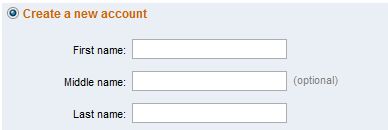 Create a new account
First name:
Middle name: (optional)
Last name: